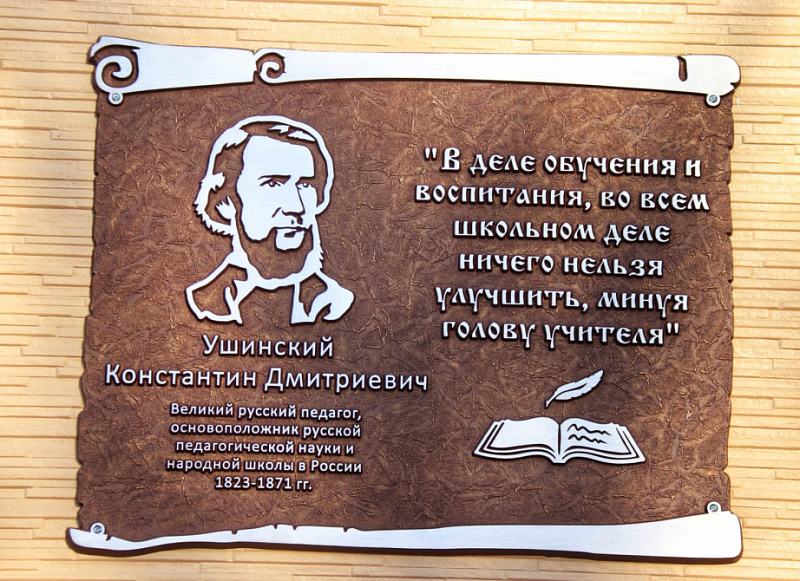 "В деле обучения и
воспитания, во всем
школьном деле
ничего нельзя
улучшить, минуя
голову учителя"
Ушинский
Константин Дмитриевич
Великий русский педагог,
основоположник русской
педагогической науки и
народной школы в России
1823-1871 гг.